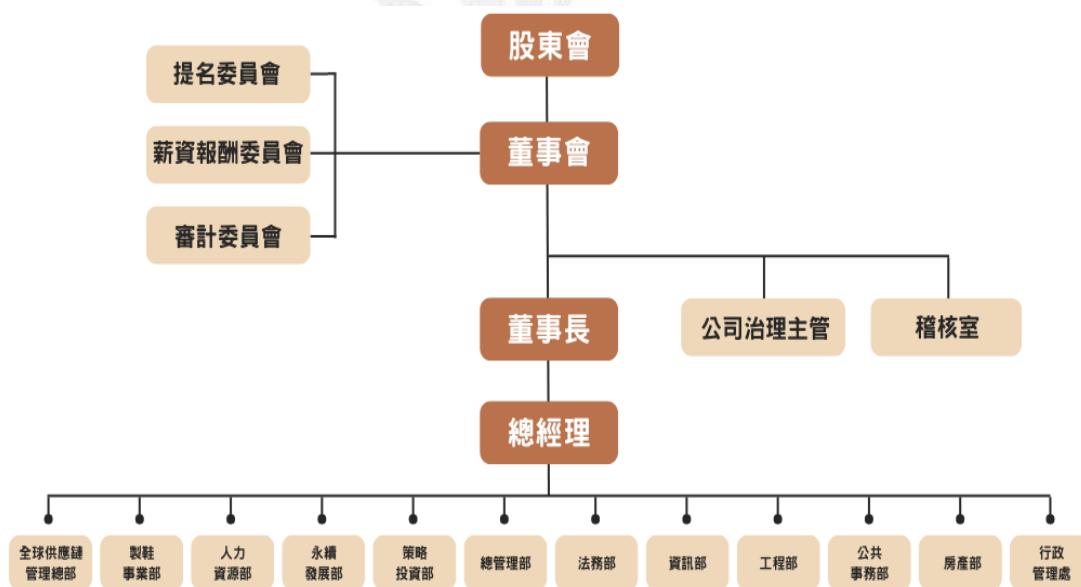 股東會
提名委員會
薪資報酬委員會
董事會
審計委員會
董事長
公司治理主管
稽核室
總經理
全球供應鏈
管理總部
製鞋
事業部
人力
資源部
永續
發展部
策略
投資部
總管理部
法務部
資訊部
工程部
公共
事務部
房產部
行政
管理處